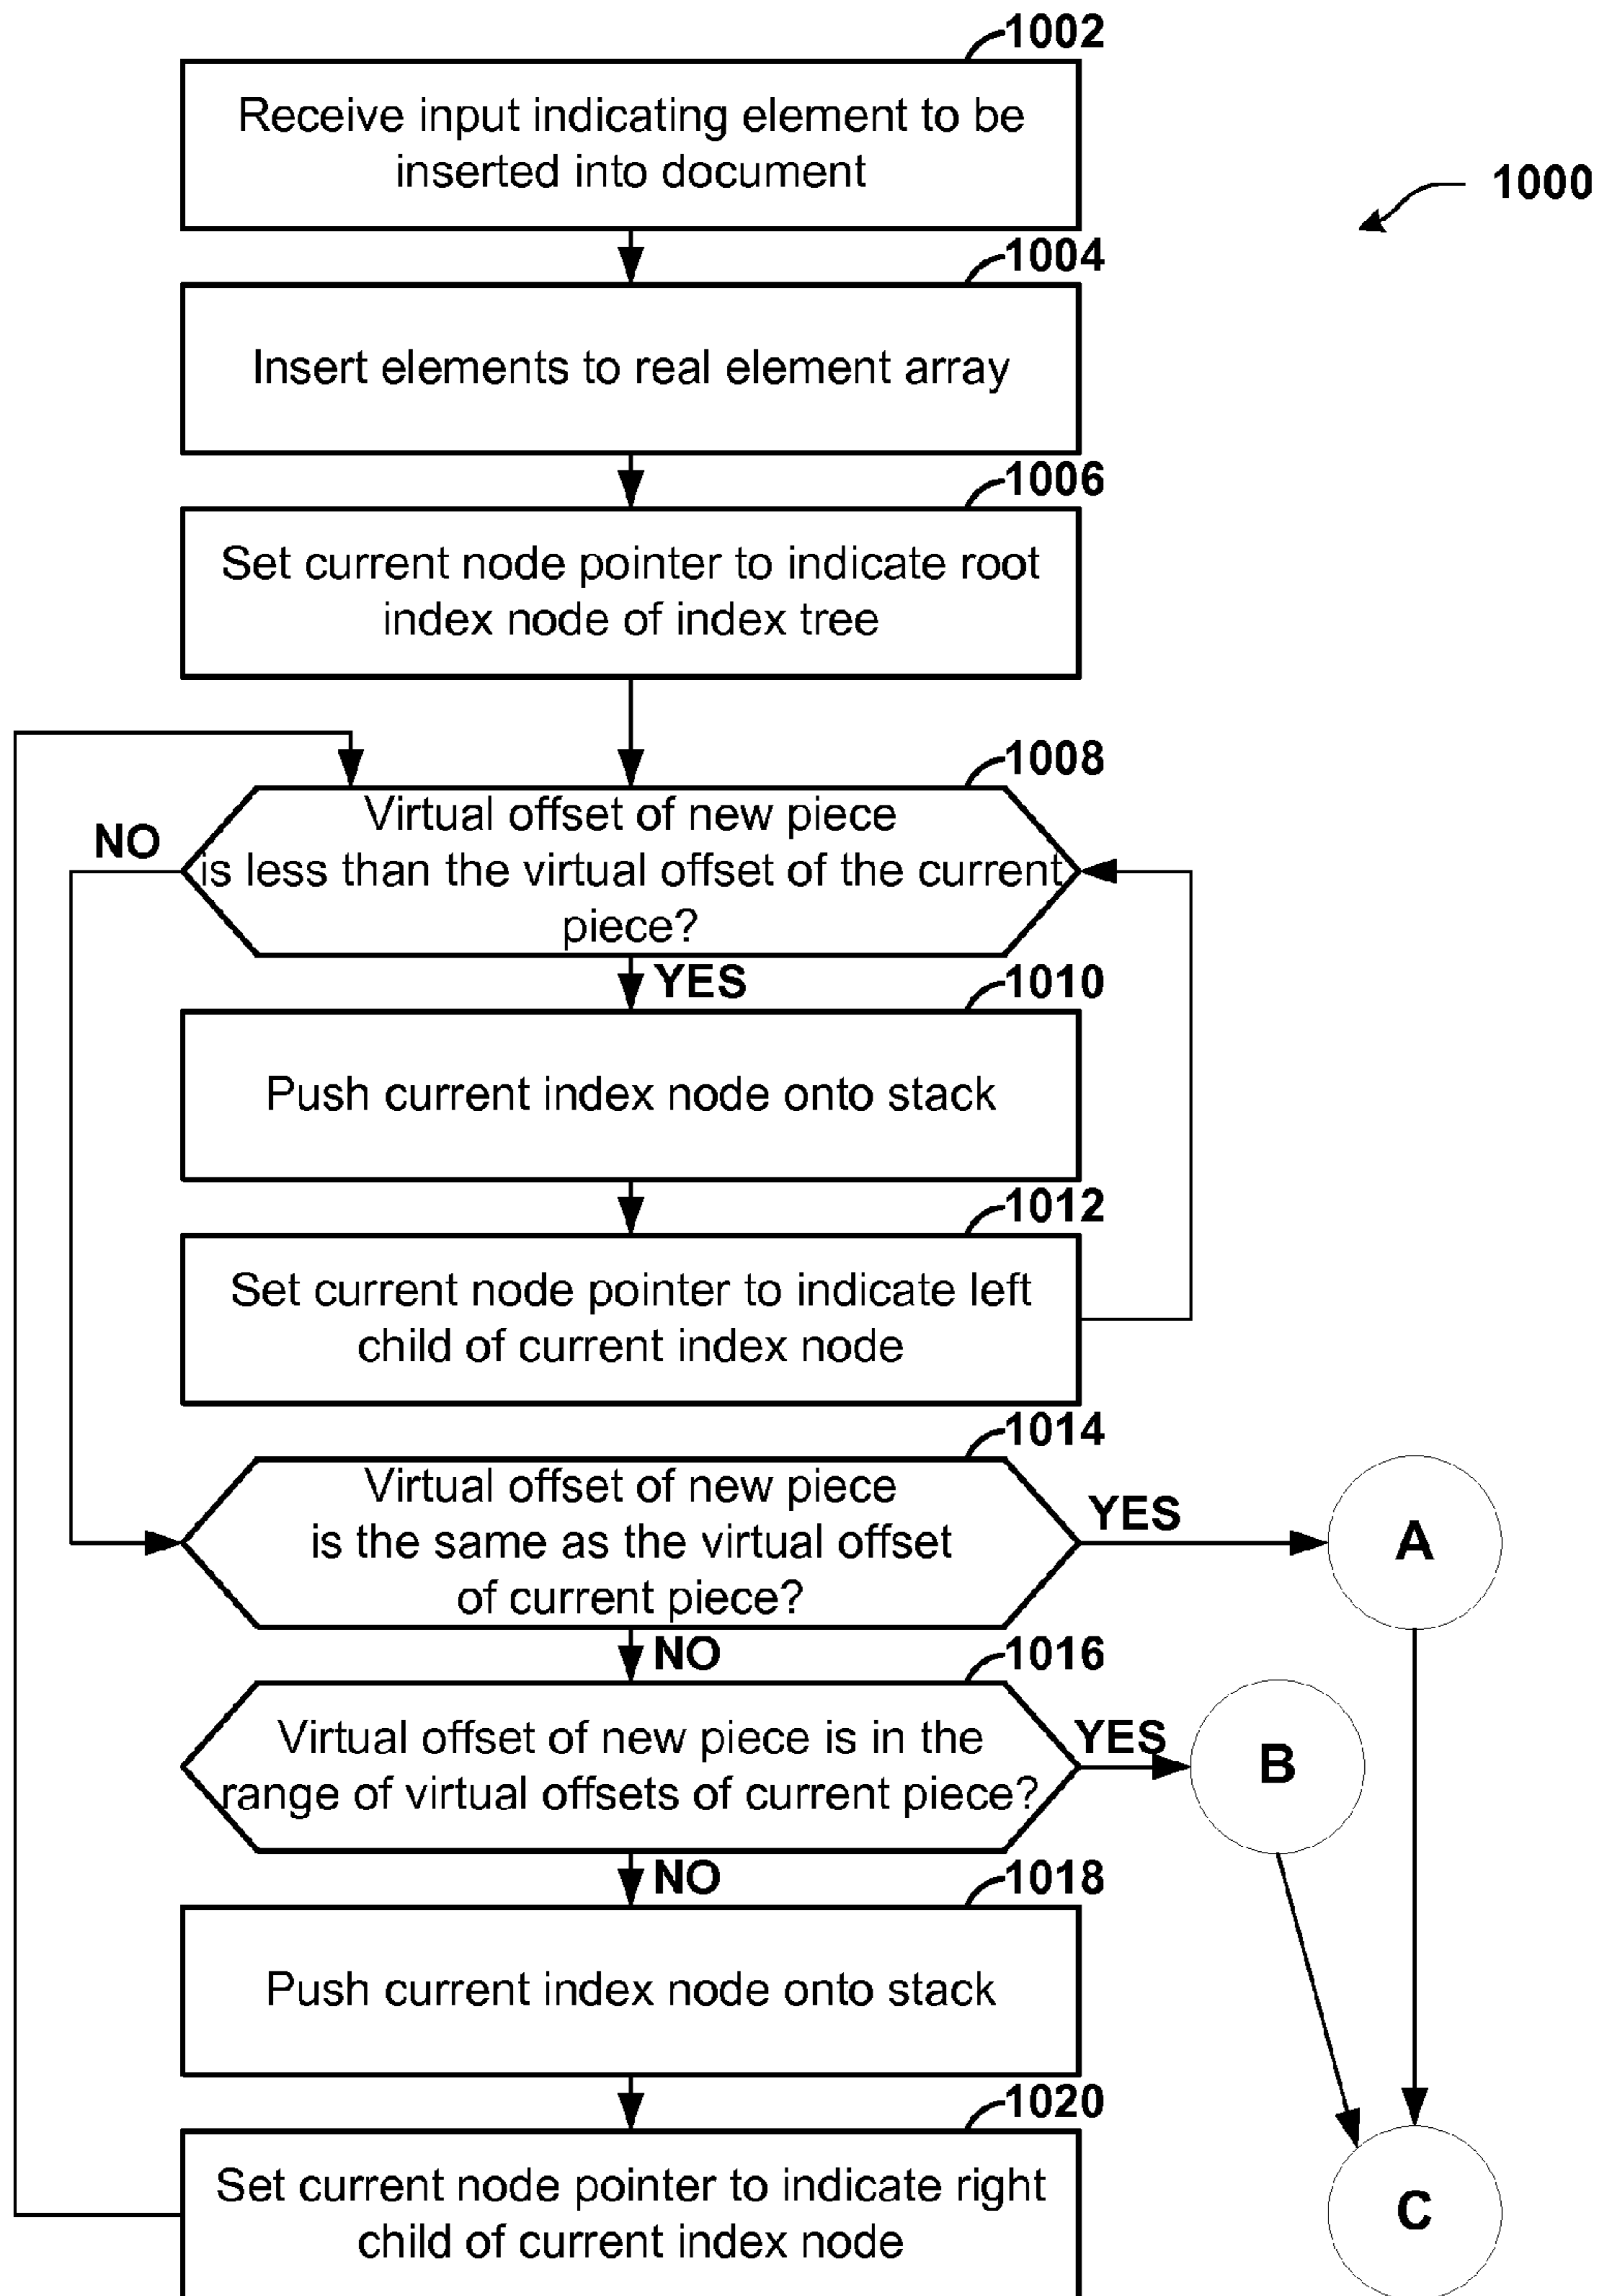 1002
Receive input indicating element to be
inserted into document
1000
1004
Insert elements to real element array
1006
Set current node pointer to indicate root
index node of index tree
1008
Virtual offset of new piece
is less than the virtual offset of the current
piece?
NO
YES
1010
Push current index node onto stack
1012
Set current node pointer to indicate left
child of current index node
1014
Virtual offset of new piece
is the same as the virtual offset
of current piece?
YES
A
NO
1016
Virtual offset of new piece is in the
range of virtual offsets of current piece?
YES
B
NO
1018
Push current index node onto stack
1020
Set current node pointer to indicate right
child of current index node
C